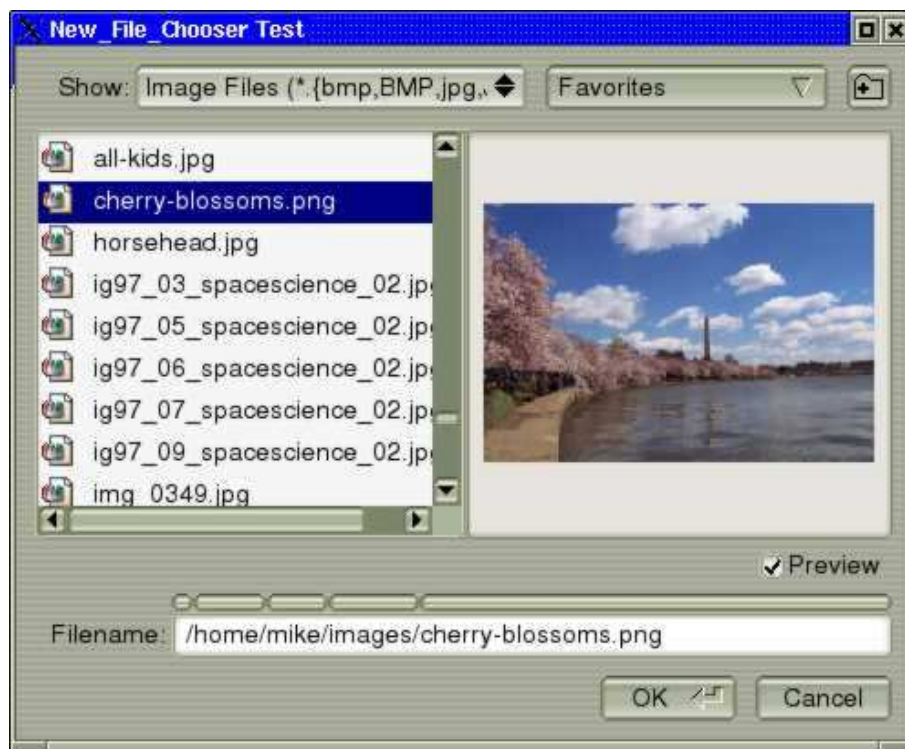 New_File_Chooser Test
Show: Image Files (*.{bmp,BMP,jpg, Favorites
all-kids.jpg
cherry-blossoms.png
horsehead.jpg
ig97_03_spacescience_02.jp
ig97_05_spacescience_02.jp
ig97_06_spacescience_02.jp
ig97_07_spacescience_02.jp
ig97_09_spacescience_02.jp
img_0349.jpg
Preview
Filename: /home/mike/images/cherry-blossoms.png
OK Cancel